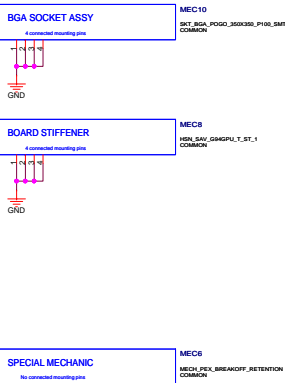 MEC10
BGA SOCKET ASSY
SKT_BGA_POGO_350X350_P100_SMT
COMMON
4 connected mounting pins
1 2 3 4
GND
MEC8
BOARD STIFFENER
HSN_SAV_G94GPU_T_ST_1
COMMON
4 connected mounting pins
1 2 3 4
GND
MEC6
SPECIAL MECHANIC
MECH_PEX_BREAKOFF_RETENTION
COMMON
No connected mounting pins